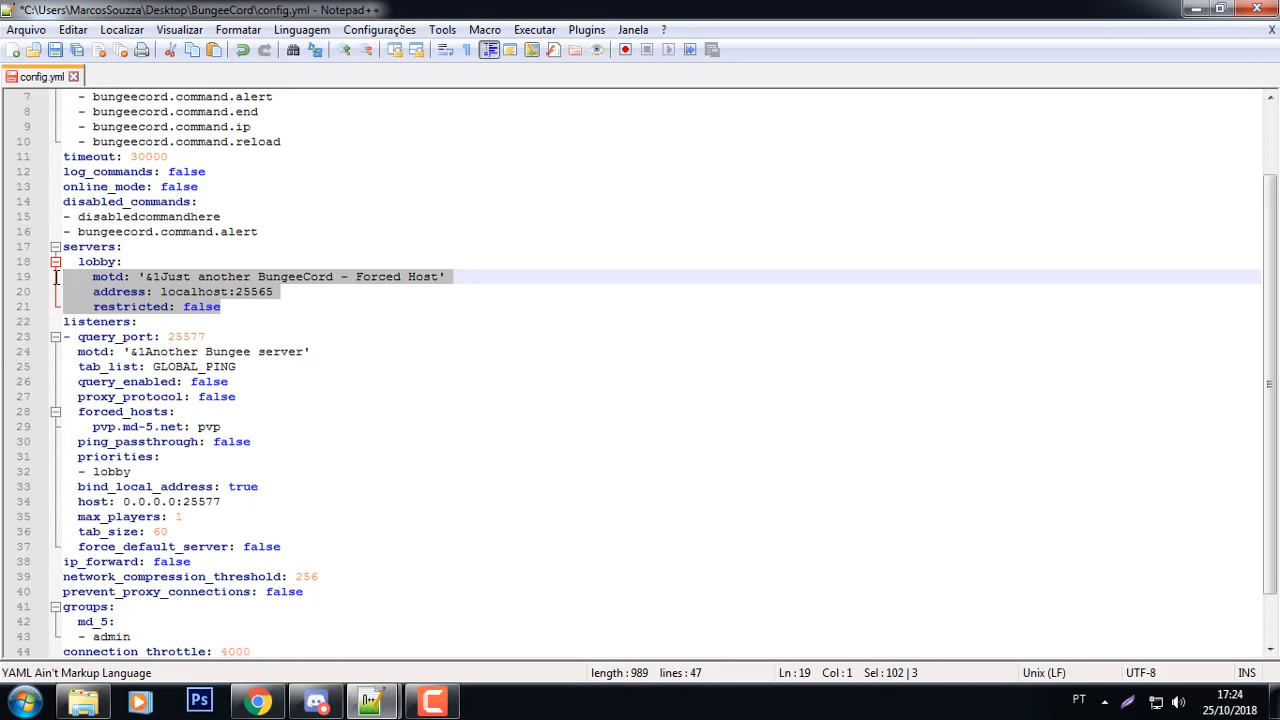 *C:\Users\MarcosSouzza\Desktop\BungeeCord\config.yml - Notepad++
Arquivo Editar Localizar Visualizar Formatar Linguagem Configurações Tools Macro Executar Plugins Janela ? X
config.yml
7 - bungeecord.command.alert
8 - bungeecord.command.end
9 - bungeecord.command.ip
10 - bungeecord.command.reload
11 timeout: 30000
12 log_commands: false
13 online_mode: false
14 disabled_commands:
15 - disabledcommandhere
16 - bungeecord.command.alert
17 servers:
18 lobby:
19 motd: '&1Just another BungeeCord - Forced Host'
20 address: localhost:25565
21 restricted: false
22 listeners:
23 - query_port: 25577
24 motd: '&1Another Bungee server'
25 tab_list: GLOBAL_PING
26 query_enabled: false
27 proxy_protocol: false
28 forced_hosts:
29 pvp.md-5.net: pvp
30 ping_passthrough: false
31 priorities:
32 - lobby
33 bind_local_address: true
34 host: 0.0.0.0:25577
35 max_players: 1
36 tab_size: 60
37 force_default_server: false
38 ip_forward: false
39 network_compression_threshold: 256
40 prevent_proxy_connections: false
41 groups:
42 md_5:
43 - admin
44 connection_throttle: 4000
YAML Ain't Markup Language length : 989 lines : 47 Ln : 19 Col : 1 Sel : 102 | 3 Unix (LF) UTF-8 INS
Ps PT 17:24
25/10/2018